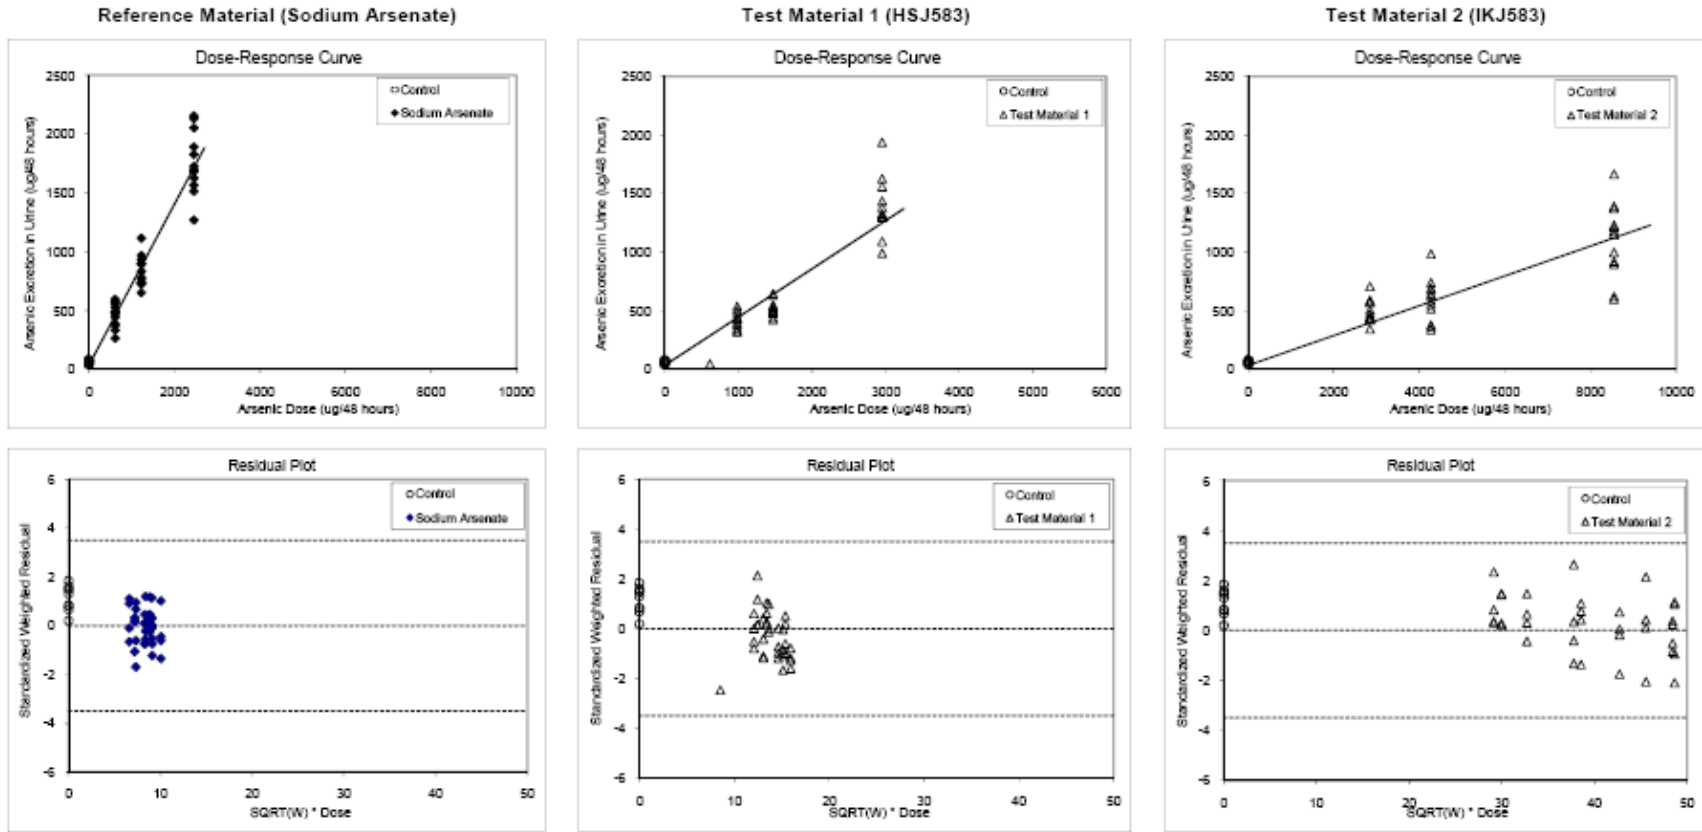 Reference Material (Sodium Arsenate)
Dose-Response Curve
Arsenic Excretion in Urine (ug/48 hours)
2500
2000
1500
1000
500
0
Control
Sodium Arsenate
0 2000 4000 6000 8000 10000
Arsenic Dose (ug/48 hours)
Test Material 1 (HSJ583)
Dose-Response Curve
Arsenic Excretion in Urine (ug/48 hours)
2500
2000
1500
1000
500
0
Control
Test Material 1
0 1000 2000 3000 4000 5000 6000
Arsenic Dose (ug/48 hours)
Test Material 2 (IKJ583)
Dose-Response Curve
Arsenic Excretion in Urine (ug/48 hours)
2500
2000
1500
1000
500
0
Control
Test Material 2
0 2000 4000 6000 8000 10000
Arsenic Dose (ug/48 hours)
Residual Plot
Standardized Weighted Residual
6
4
2
0
-2
-4
-6
Control
Sodium Arsenate
0 10 20 30 40 50
SQRT(W) * Dose
Residual Plot
Standardized Weighted Residual
6
4
2
0
-2
-4
-6
Control
Test Material 1
0 10 20 30 40 50
SQRT(W) * Dose
Residual Plot
Standardized Weighted Residual
6
4
2
0
-2
-4
-6
Control
Test Material 2
0 10 20 30 40 50
SQRT(W) * Dose